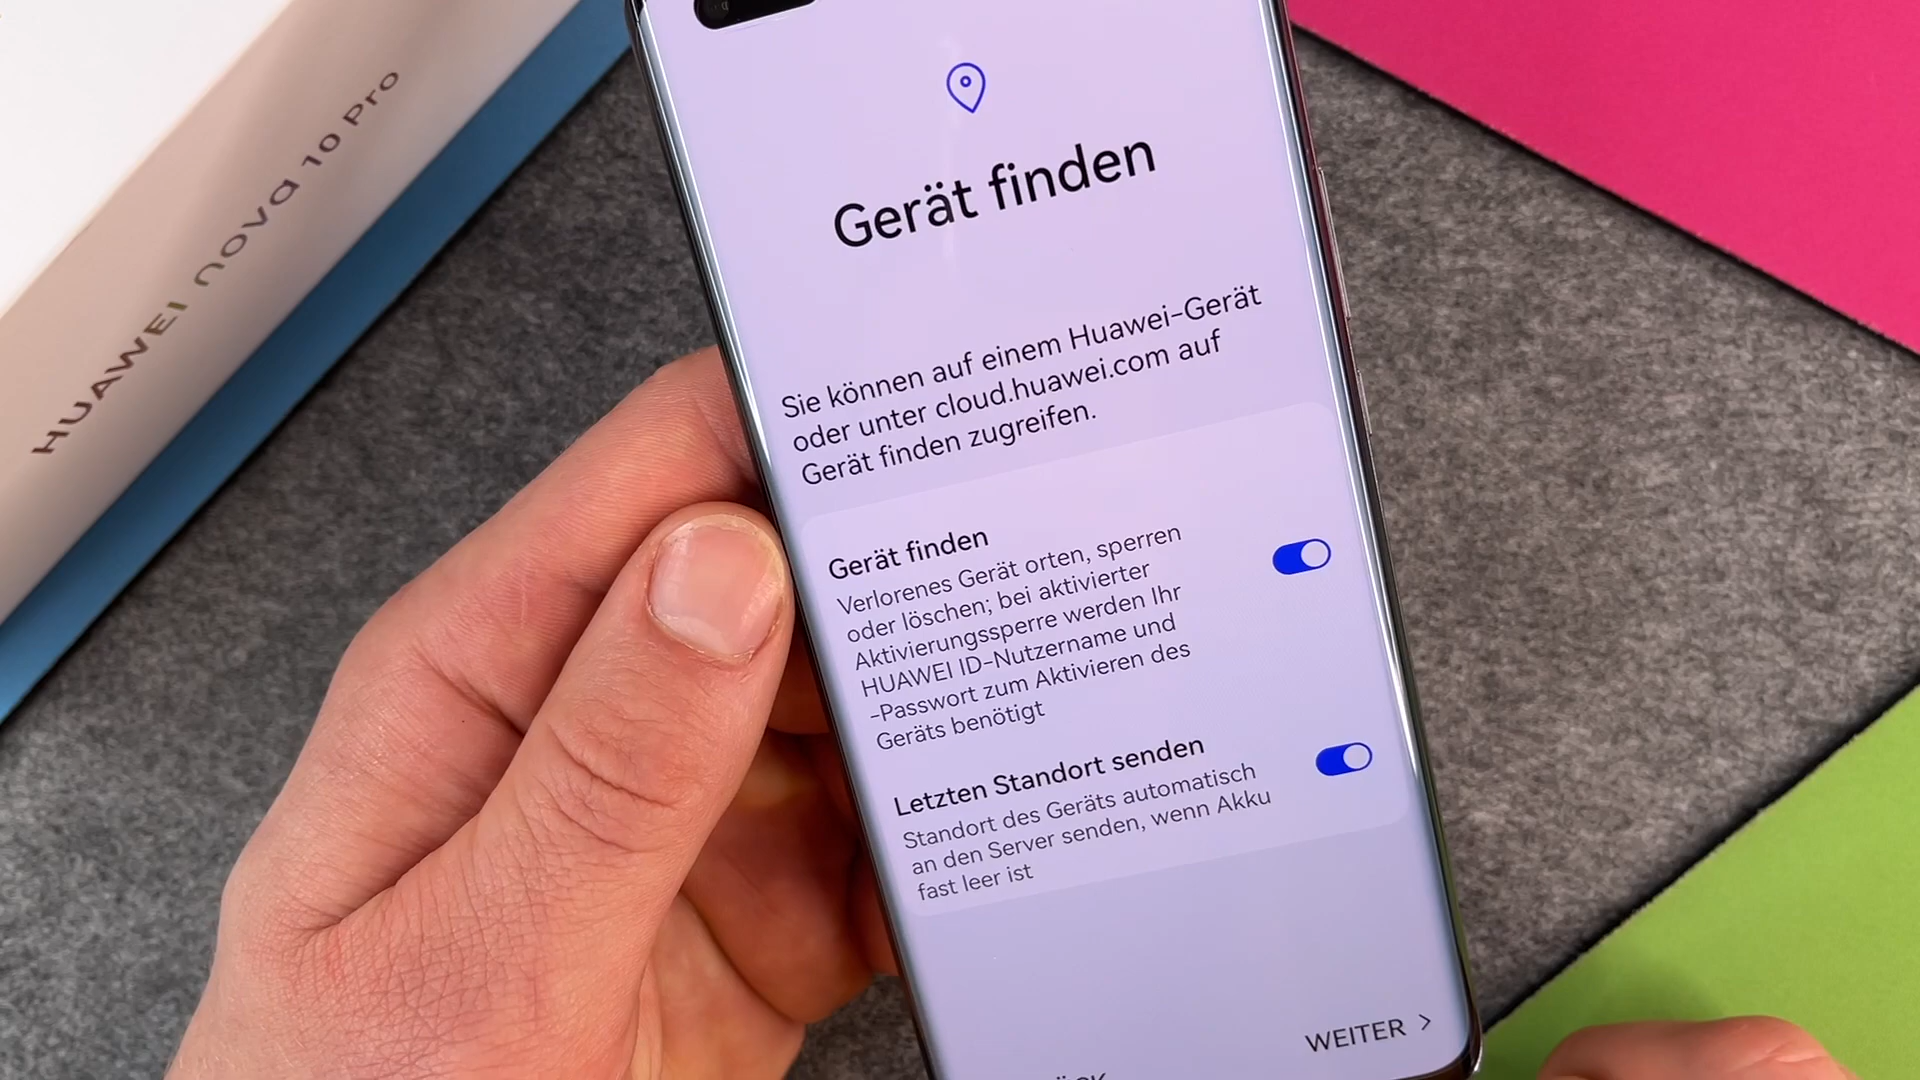 HUAWEI nova 10 Pro
Gerät finden
Sie können auf einem Huawei-Gerät
oder unter cloud.huawei.com auf
Gerät finden zugreifen.
Gerät finden
Verlorenes Gerät orten, sperren
oder löschen; bei aktivierter
Aktivierungssperre werden Ihr
HUAWEI ID-Nutzername und
-Passwort zum Aktivieren des
Geräts benötigt
Letzten Standort senden
Standort des Geräts automatisch
an den Server senden, wenn Akku
fast leer ist
WEITER >